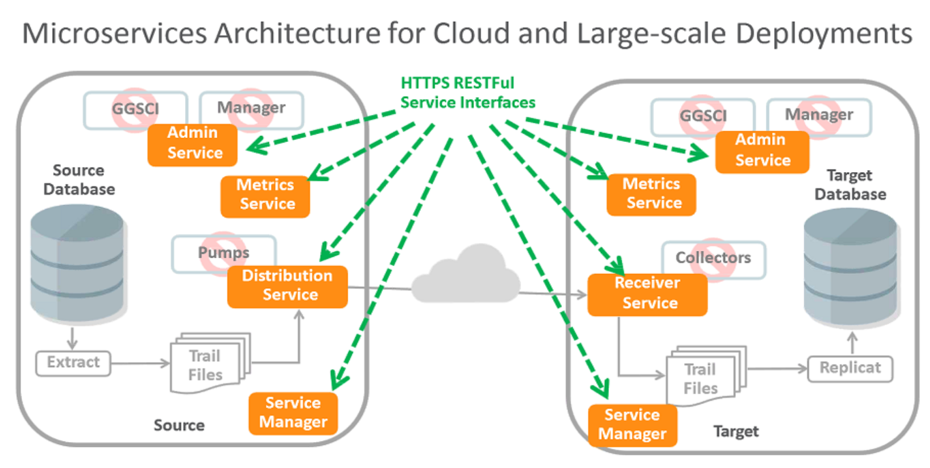 Microservices Architecture for Cloud and Large-scale Deployments
HTTPS RESTFul
Service Interfaces
GGSCI
Manager
Admin
Service
Source
Database
Metrics
Service
Pumps
Distribution
Service
Extract
Trail
Files
Service
Manager
Source
GGSCI
Manager
Admin
Service
Metrics
Service
Target
Database
Collectors
Receiver
Service
Trail
Files
Replicat
Service
Manager
Target